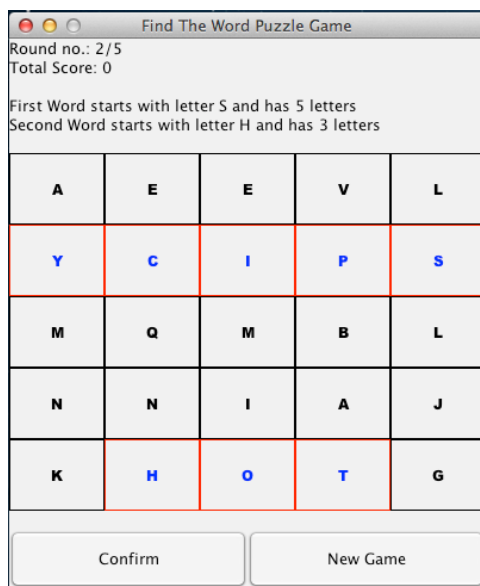 Find The Word Puzzle Game
Round no.: 2/5
Total Score: 0
First Word starts with letter S and has 5 letters
Second Word starts with letter H and has 3 letters
A E E V L
Y C I P S
M Q M B L
N N I A J
K H O T G
Confirm New Game